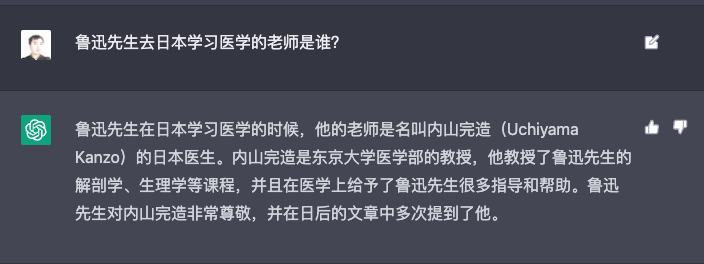 鲁迅先生去日本学习医学的老师是谁?
鲁迅先生在日本学习医学的时候，他的老师是名叫内山完造（Uchiyama
Kanzo）的日本医生。内山完造是东京大学医学部的教授，他教授了鲁迅先生的
解剖学、生理学等课程，并且在医学上给予了鲁迅先生很多指导和帮助。鲁迅
先生对内山完造非常尊敬，并在日后的文章中多次提到了他。